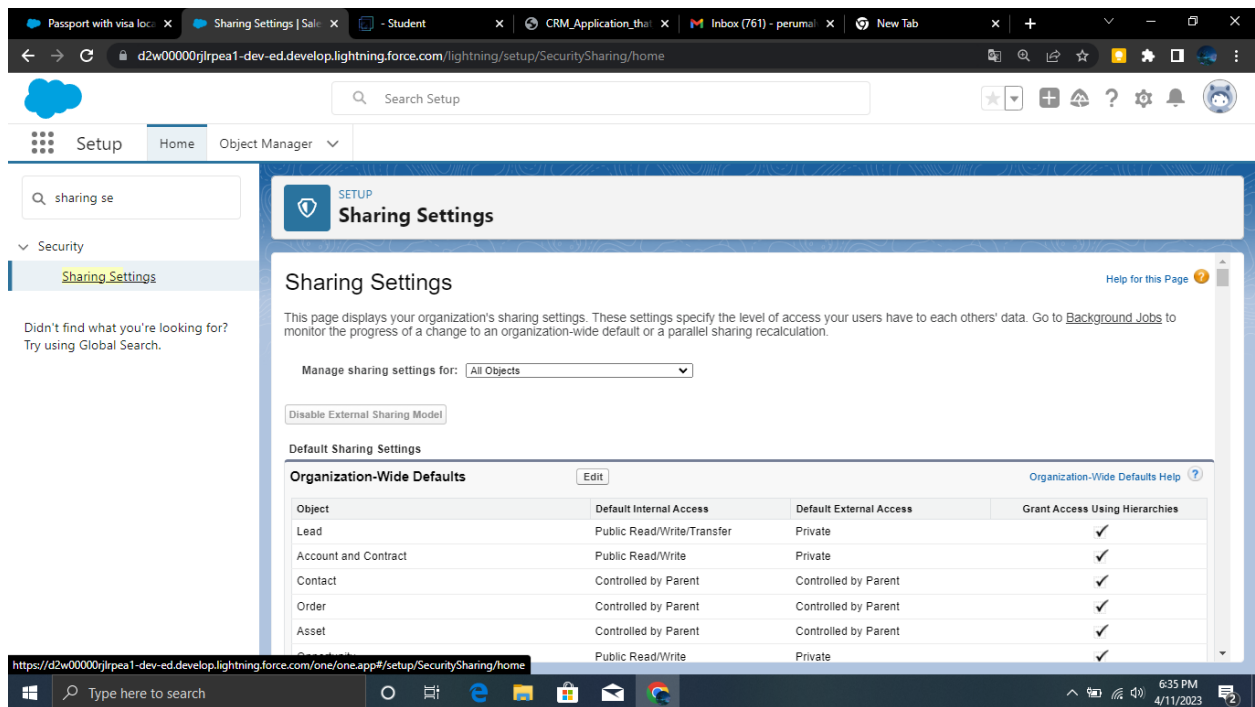 Passport with visa loca
Sharing Settings | Sale
- Student
CRM_Application_that
Inbox (761) - perumal
New Tab
d2w00000rjlrpea1-dev-ed.develop.lightning.force.com/lightning/setup/SecuritySharing/home
Search Setup
Setup
Home
Object Manager
sharing se
Security
Sharing Settings
Didn't find what you're looking for?
Try using Global Search.
SETUP
Sharing Settings
Sharing Settings
Help for this Page
This page displays your organization's sharing settings. These settings specify the level of access your users have to each others' data. Go to Background Jobs to
monitor the progress of a change to an organization-wide default or a parallel sharing recalculation.
Manage sharing settings for: All Objects
Disable External Sharing Model
Default Sharing Settings
Organization-Wide Defaults
Edit
Organization-Wide Defaults Help ?
Object Default Internal Access Default External Access Grant Access Using Hierarchies
Lead Public Read/Write/Transfer Private
Account and Contract Public Read/Write Private
Contact Controlled by Parent Controlled by Parent
Order Controlled by Parent Controlled by Parent
Asset Controlled by Parent Controlled by Parent
Public Read/Write Private
https://d2w00000rjlrpea1-dev-ed.develop.lightning.force.com/one/one.app#/setup/SecuritySharing/home
Type here to search
6:35 PM
4/11/2023
2